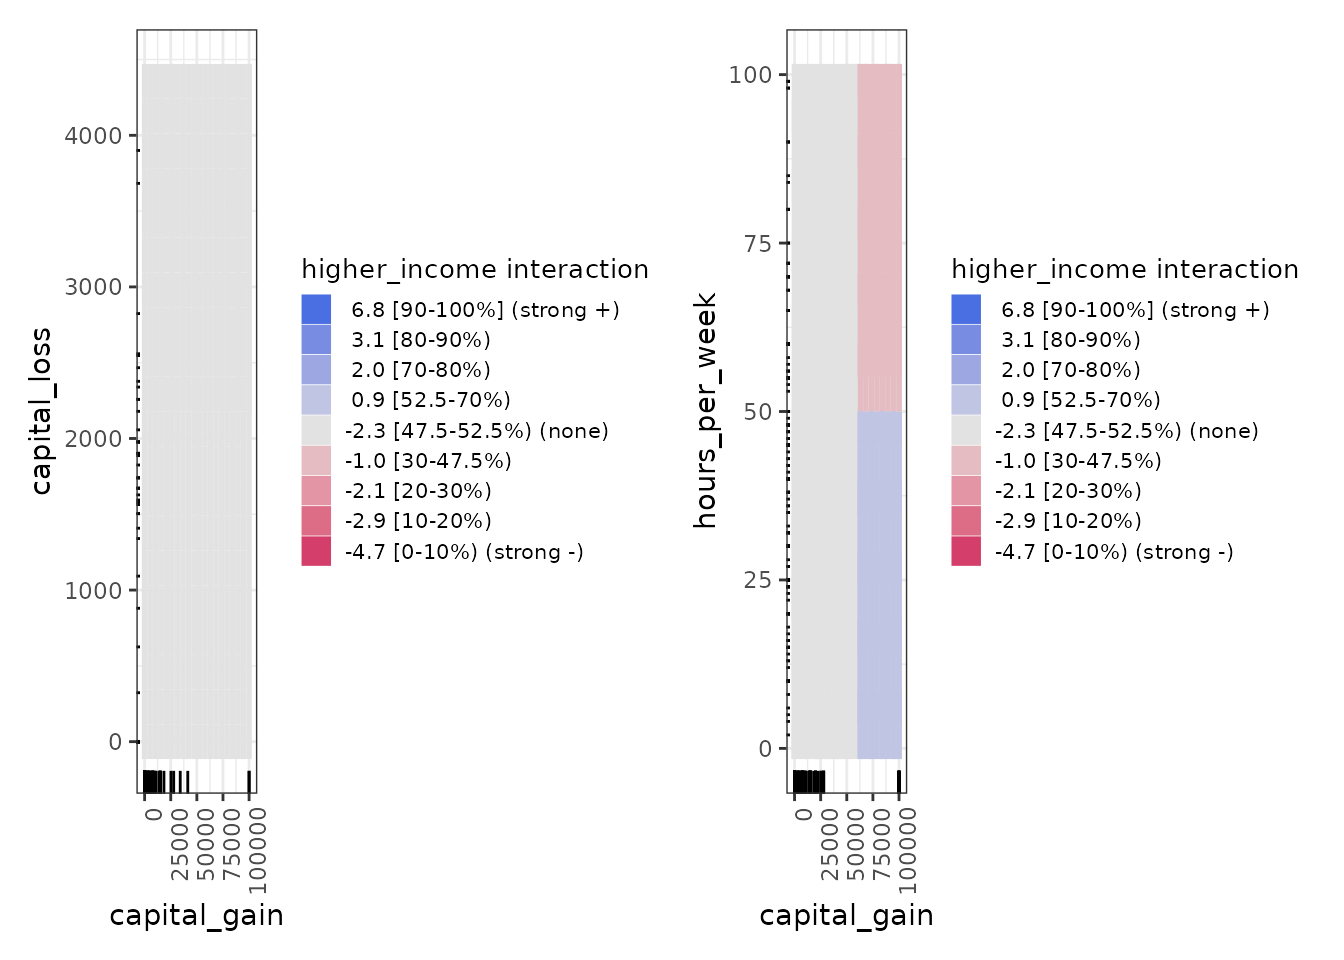 capital_loss
4000
3000
2000
1000
0
0
25000
50000
75000
100000
capital_gain
higher_income interaction
6.8 [90-100%] (strong +)
3.1 [80-90%)
2.0 [70-80%)
0.9 [52.5-70%)
-2.3 [47.5-52.5%) (none)
-1.0 [30-47.5%)
-2.1 [20-30%)
-2.9 [10-20%)
-4.7 [0-10%) (strong -)
hours_per_week
100
75
50
25
0
0
25000
50000
75000
100000
capital_gain
higher_income interaction
6.8 [90-100%] (strong +)
3.1 [80-90%)
2.0 [70-80%)
0.9 [52.5-70%)
-2.3 [47.5-52.5%) (none)
-1.0 [30-47.5%)
-2.1 [20-30%)
-2.9 [10-20%)
-4.7 [0-10%) (strong -)